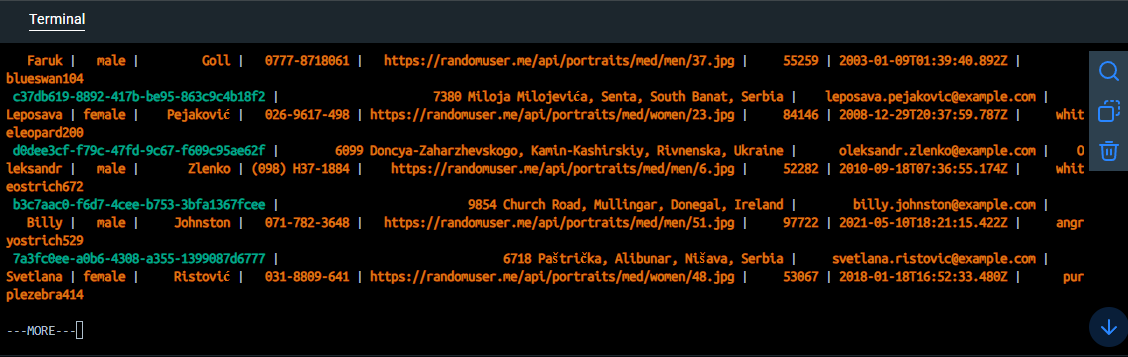 Terminal
Faruk | male | Goll | 0777-8718061 | https://randomuser.me/api/portraits/med/men/37.jpg | 55259 | 2003-01-09T01:39:40.892Z |
blueswan104
c37db619-8892-417b-be95-863c9c4b18f2 | 7380 Miloja Milojevića, Senta, South Banat, Serbia | leposava.pejakovic@example.com |
Leposava | female | Pejaković | 026-9617-498 | https://randomuser.me/api/portraits/med/women/23.jpg | 84146 | 2008-12-29T20:37:59.787Z | whit
eleopard200
d0dee3cf-f79c-47fd-9c67-f609c95ae62f | 6099 Doncya-Zaharzhevskogo, Kamin-Kashirskiy, Rivnenska, Ukraine | oleksandr.zlenko@example.com | O
leksandr | male | Zlenko | (098) H37-1884 | https://randomuser.me/api/portraits/med/men/6.jpg | 52282 | 2010-09-18T07:36:55.174Z | whit
eostrich672
b3c7aac0-f6d7-4cee-b753-3bfa1367fcee | 9854 Church Road, Mullingar, Donegal, Ireland | billy.johnston@example.com |
Billy | male | Johnston | 071-782-3648 | https://randomuser.me/api/portraits/med/men/51.jpg | 97722 | 2021-05-10T18:21:15.422Z | angr
yostrich529
7a3fc0ee-a0b6-4308-a355-1399087d6777 | 6718 Paštrička, Alibunar, Nišava, Serbia | svetlana.ristovic@example.com |
Svetlana | female | Ristović | 031-8809-641 | https://randomuser.me/api/portraits/med/women/48.jpg | 53067 | 2018-01-18T16:52:33.480Z | pur
plezebra414
---MORE---